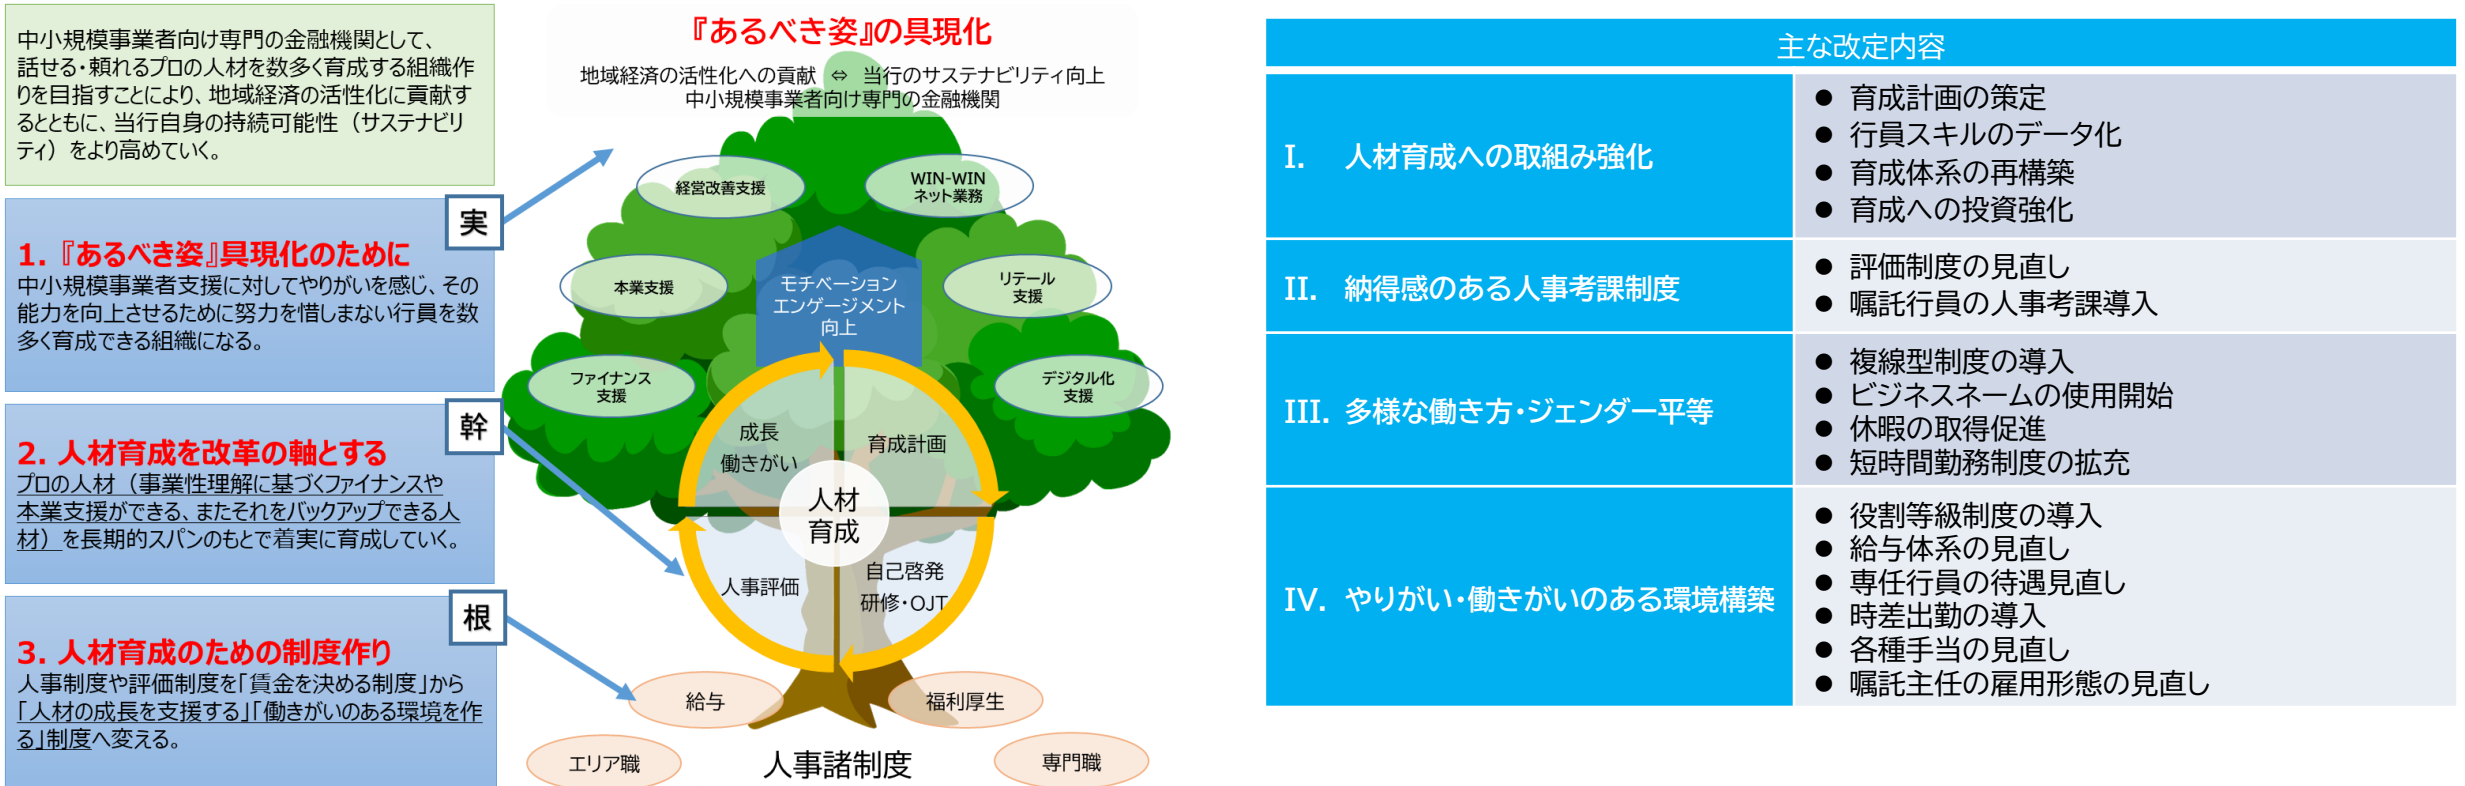 中小規模事業者向け専門の金融機関として、
話せる・頼れるプロの人材を数多く育成する組織作
りを目指すことにより、地域経済の活性化に貢献す
るとともに、当行自身の持続可能性（サステナビリ
ティ）をより高めていく。
実
1. 『あるべき姿』具現化のために
中小規模事業者支援に対してやりがいを感じ、その
能力を向上させるために努力を惜しまない行員を数
多く育成できる組織になる。
幹
2. 人材育成を改革の軸とする
プロの人材（事業性理解に基づくファイナンスや
本業支援ができる、またそれをバックアップできる人
材）を長期的スパンのもとで着実に育成していく。
根
3. 人材育成のための制度作り
人事制度や評価制度を「賃金を決める制度」から
「人材の成長を支援する」「働きがいのある環境を作
る」制度へ変える。
『あるべき姿』の具現化
地域経済の活性化への貢献 ⇔ 当行のサステナビリティ向上
中小規模事業者向け専門の金融機関
経営改善支援
WIN-WIN
ネット業務
本業支援
モチベーション
エンゲージメント
向上
リテール
支援
ファイナンス
支援
デジタル化
支援
成長
働きがい
育成計画
人材
育成
人事評価
自己啓発
研修・OJT
給与
福利厚生
エリア職
人事諸制度
専門職
主な改定内容
I. 人材育成への取組み強化
● 育成計画の策定
● 行員スキルのデータ化
● 育成体系の再構築
● 育成への投資強化
II. 納得感のある人事考課制度
● 評価制度の見直し
● 嘱託行員の人事考課導入
III. 多様な働き方・ジェンダー平等
● 複線型制度の導入
● ビジネスネームの使用開始
● 休暇の取得促進
● 短時間勤務制度の拡充
IV. やりがい・働きがいのある環境構築
● 役割等級制度の導入
● 給与体系の見直し
● 専任行員の待遇見直し
● 時差出勤の導入
● 各種手当の見直し
● 嘱託主任の雇用形態の見直し